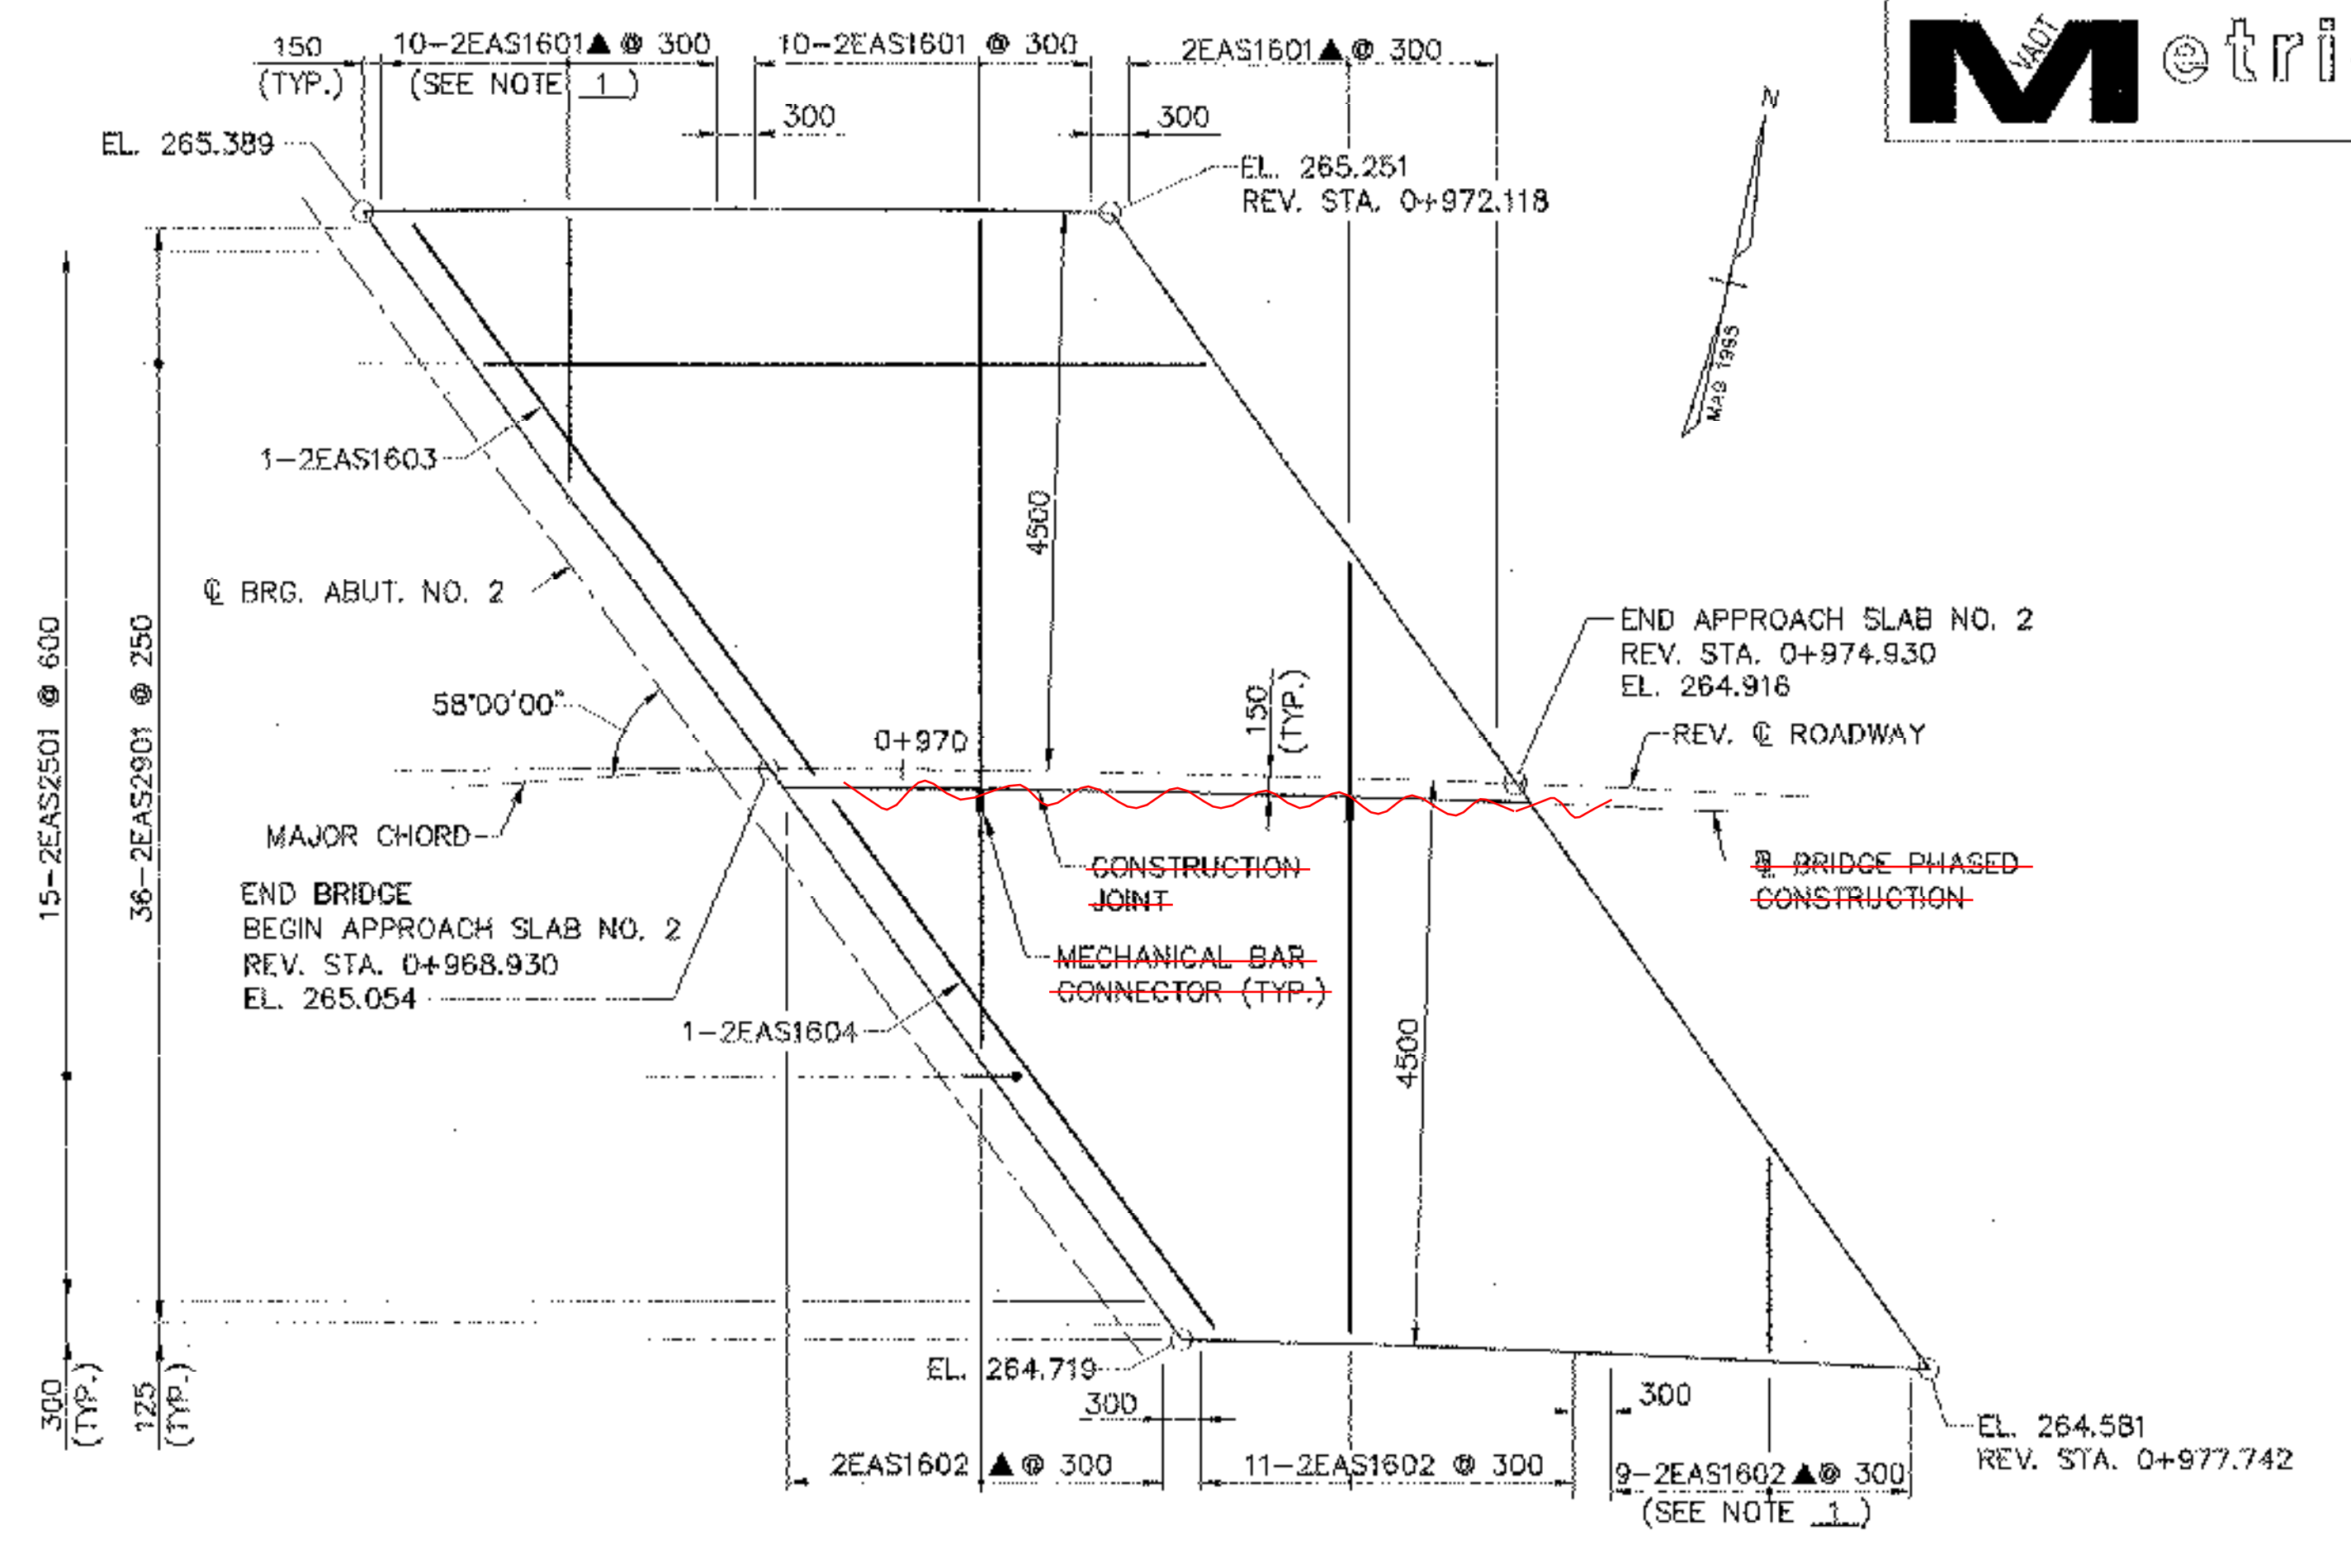 150
(TYP.)
10-2EAS1601▲ @ 300
(SEE NOTE 1)
10-2EAS1601 @ 300
2EAS1601▲ @ 300
VAOT
Metri
300
300
N
MAG 1995
EL. 265.389
EL. 265.251
REV. STA. 0+972.118
1-2EAS1603
4500
℄ BRG. ABUT. NO. 2
END APPROACH SLAB NO. 2
REV. STA. 0+974.930
EL. 264.916
15-2EAS2501 @ 600
36-2EAS2901 @ 250
58°00'00"
0+970
150
(TYP.)
REV. ℄ ROADWAY
MAJOR CHORD
CONSTRUCTION
JOINT
BRIDGE PHASED
CONSTRUCTION
END BRIDGE
BEGIN APPROACH SLAB NO. 2
REV. STA. 0+968.930
EL. 265.054
MECHANICAL BAR
CONNECTOR (TYP.)
1-2EAS1604
4500
EL. 264.719
300
(TYP.)
125
(TYP.)
300
300
EL. 264.581
REV. STA. 0+977.742
2EAS1602 ▲@ 300
11-2EAS1602 @ 300
9-2EAS1602▲@ 300
(SEE NOTE 1)